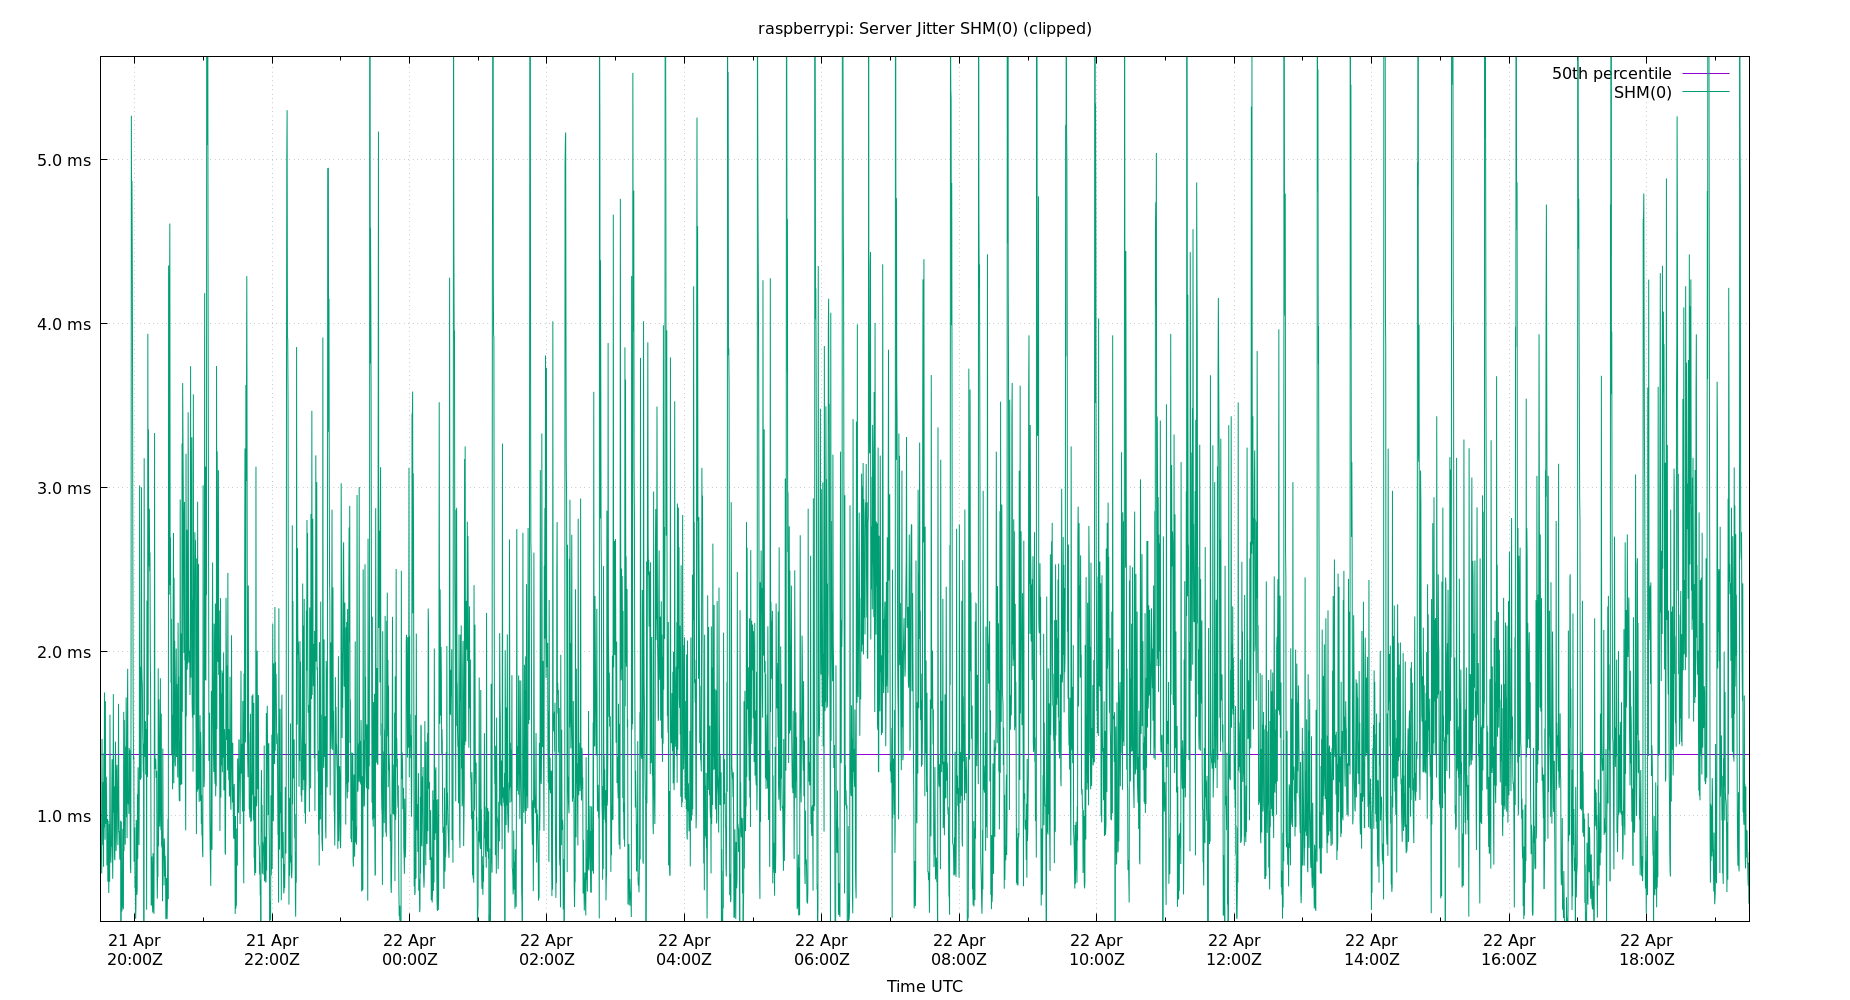 raspberrypi: Server Jitter SHM(0) (clipped)
50th percentile
SHM(0)
5.0 ms
4.0 ms
3.0 ms
2.0 ms
1.0 ms
21 Apr 21 Apr 22 Apr 22 Apr 22 Apr 22 Apr 22 Apr 22 Apr 22 Apr 22 Apr 22 Apr 22 Apr
20:00Z 22:00Z 00:00Z 02:00Z 04:00Z 06:00Z 08:00Z 10:00Z 12:00Z 14:00Z 16:00Z 18:00Z
Time UTC